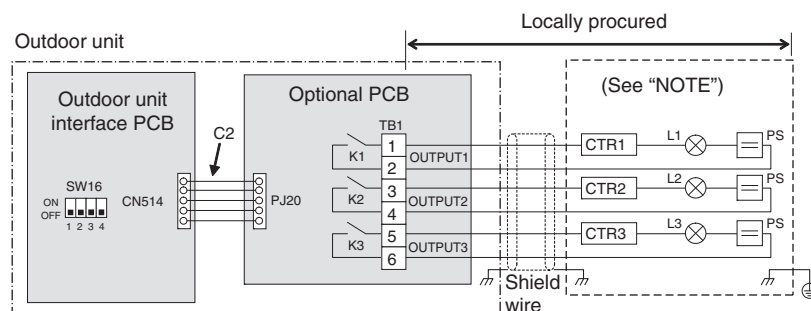 Locally procured
Outdoor unit
Outdoor unit
interface PCB
Optional PCB
(See “NOTE”)
C2
TB1
SW16
ON
OFF
1 2 3 4
CN514
PJ20
K1
1
2
OUTPUT1
K2
3
4
OUTPUT2
K3
5
6
OUTPUT3
Shield
wire
CTR1
L1
PS
CTR2
L2
PS
CTR3
L3
PS